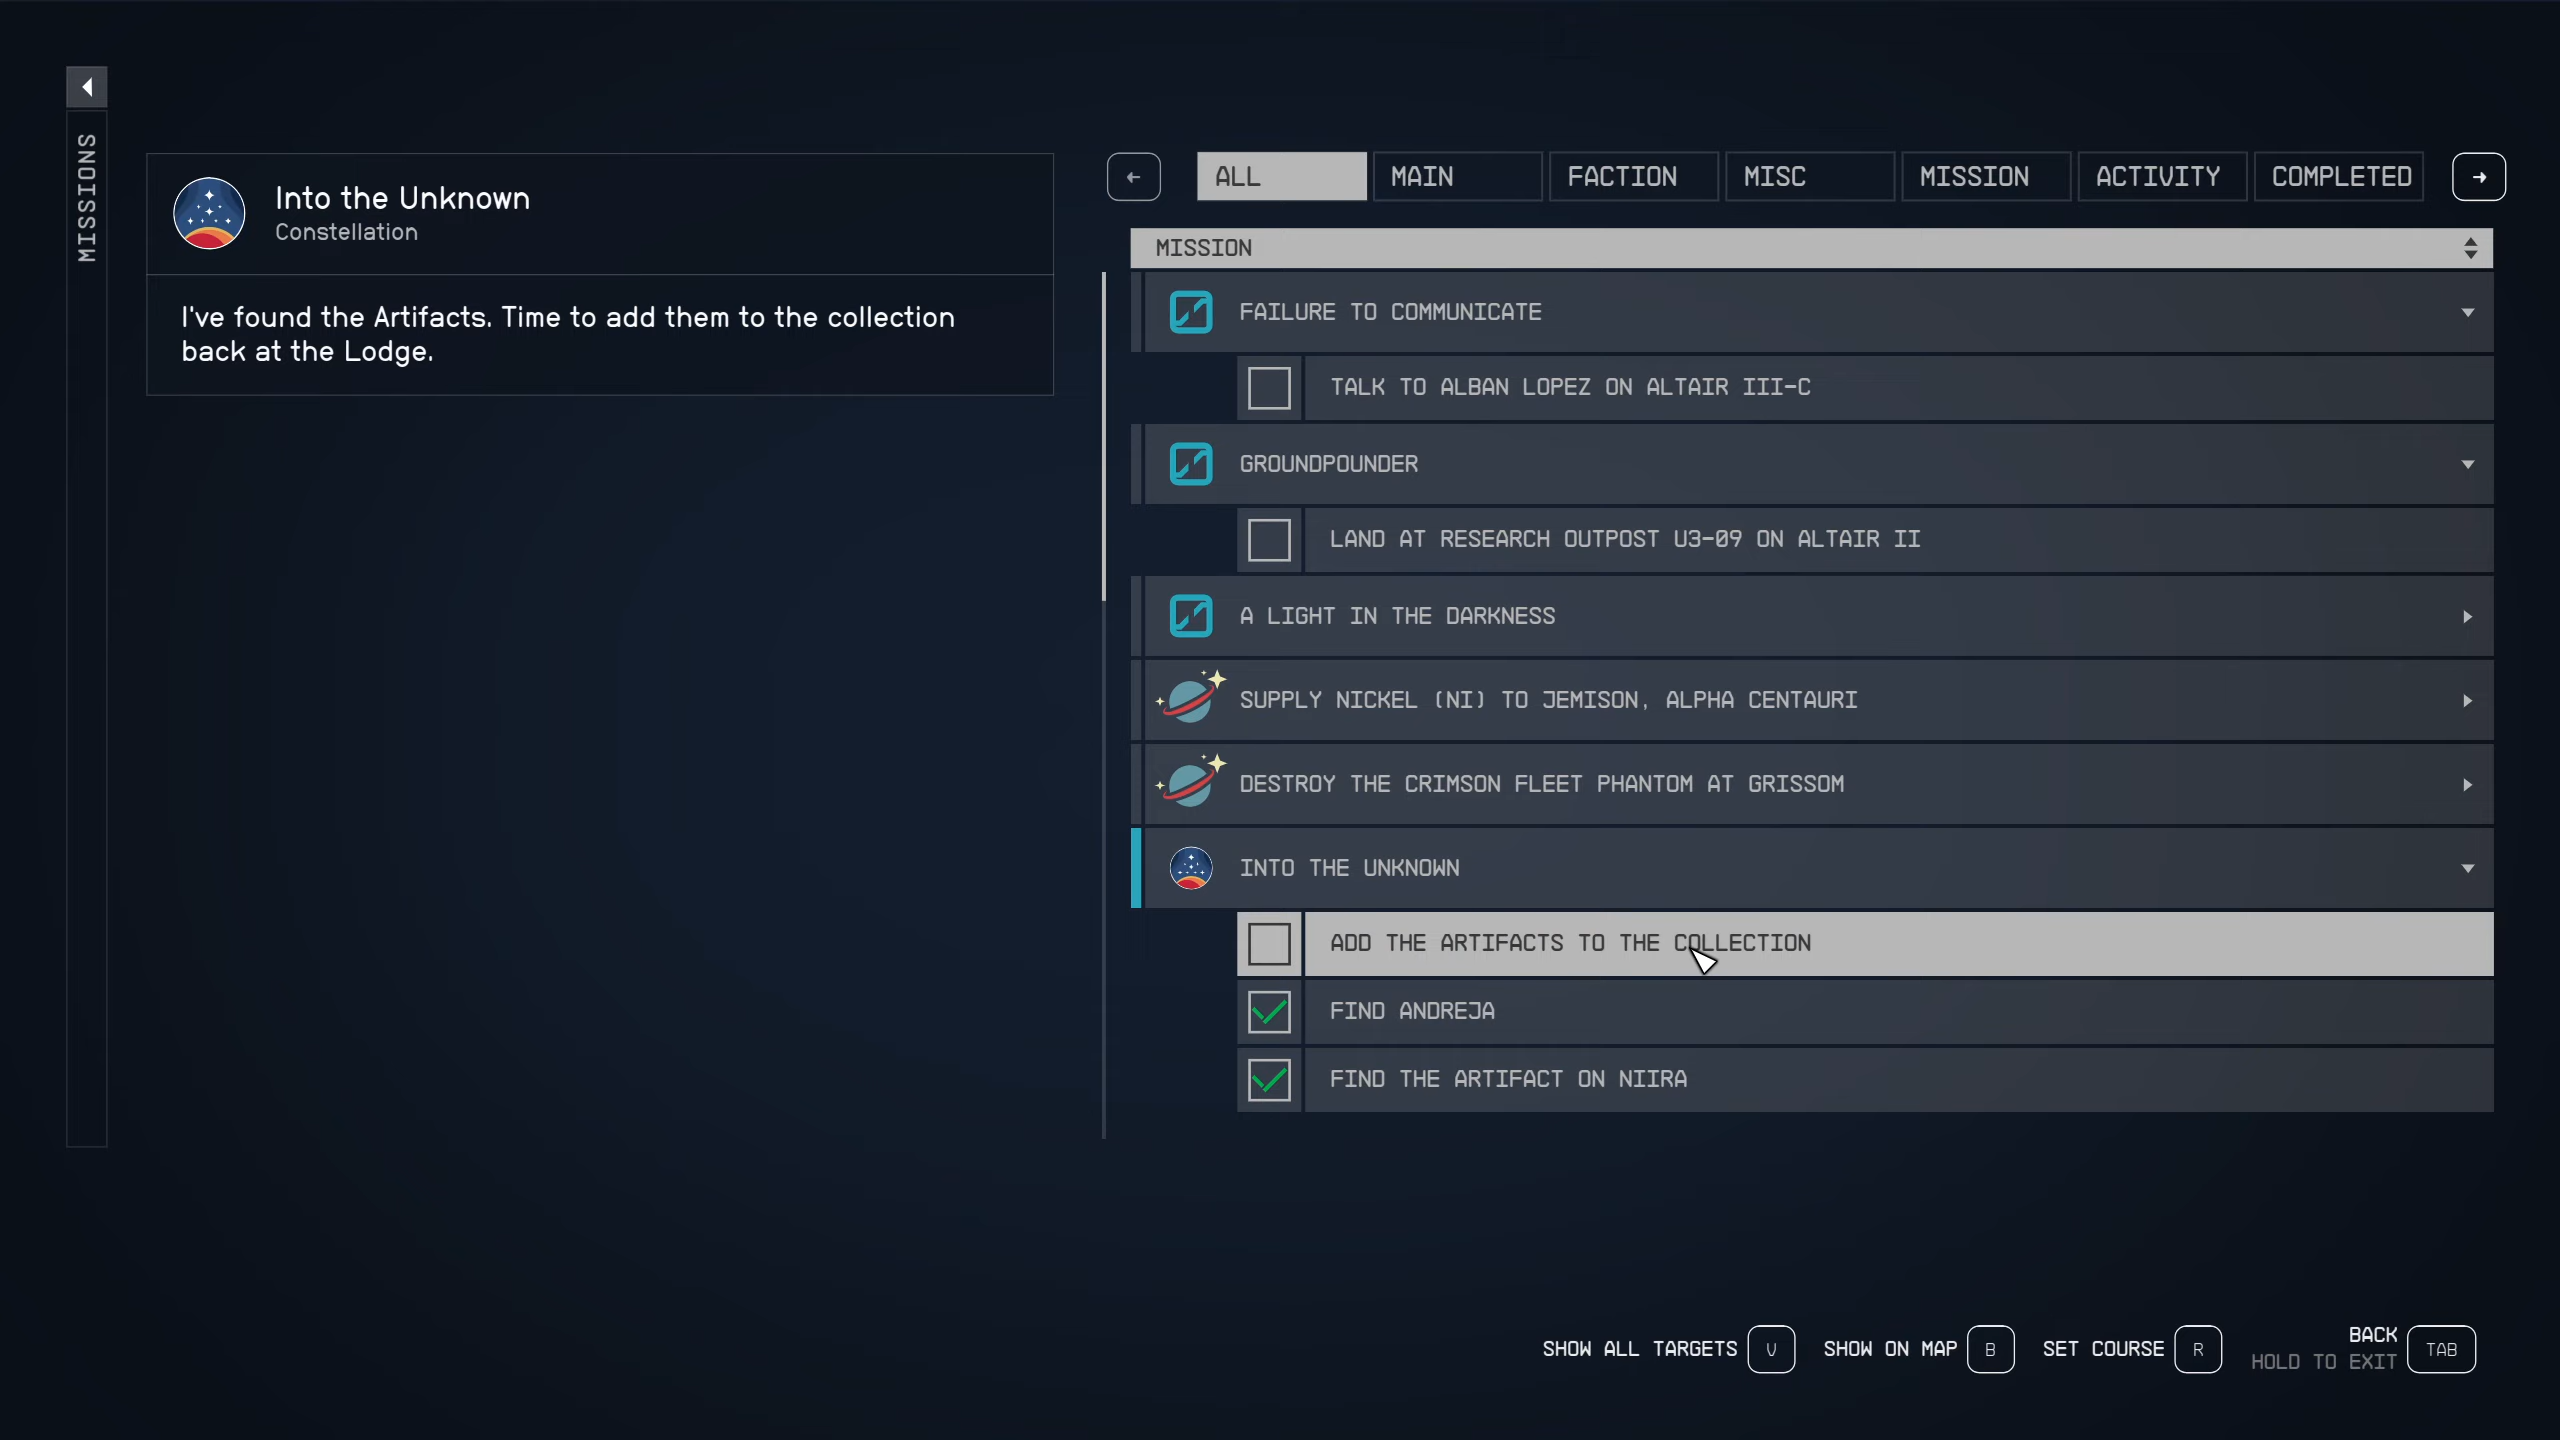 MISSIONS
Into the Unknown
Constellation
I've found the Artifacts. Time to add them to the collection
back at the Lodge.
ALL
MAIN
FACTION
MISC
MISSION
ACTIVITY
COMPLETED
MISSION
FAILURE TO COMMUNICATE
TALK TO ALBAN LOPEZ ON ALTAIR III-C
GROUNDPOUNDER
LAND AT RESEARCH OUTPOST U3-09 ON ALTAIR II
A LIGHT IN THE DARKNESS
SUPPLY NICKEL (NI) TO JEMISON, ALPHA CENTAURI
DESTROY THE CRIMSON FLEET PHANTOM AT GRISSOM
INTO THE UNKNOWN
ADD THE ARTIFACTS TO THE COLLECTION
FIND ANDREJA
FIND THE ARTIFACT ON NIIRA
SHOW ALL TARGETS V
SHOW ON MAP B
SET COURSE R
BACK
HOLD TO EXIT
TAB